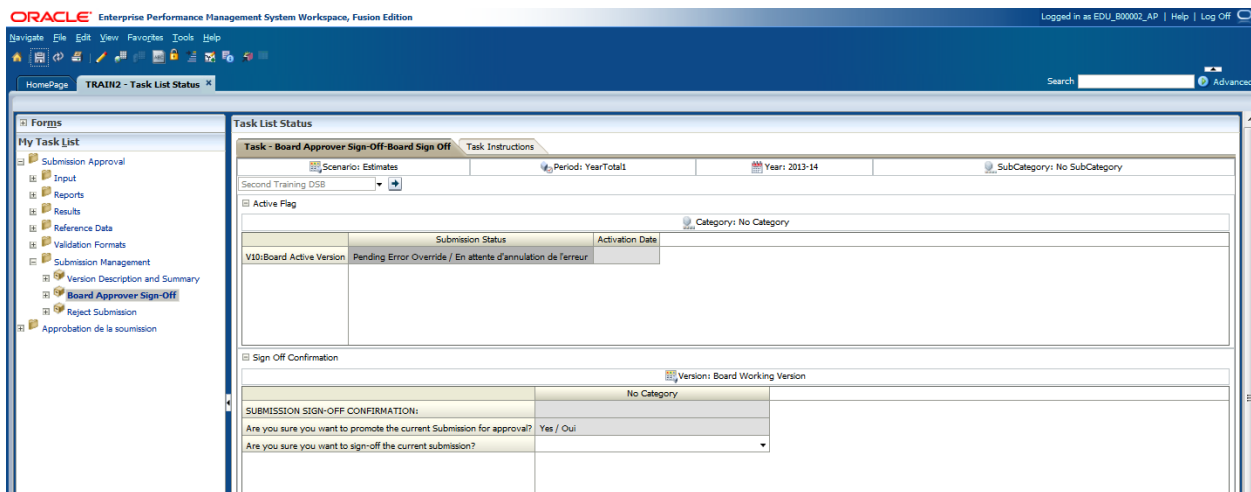 ORACLE Enterprise Performance Management System Workspace, Fusion Edition
Logged in as EDU_B00002_AP | Help | Log Off
Navigate File Edit View Favorites Tools Help
HomePage TRAIN2 - Task List Status
Search Advanced
Forms
My Task List
Submission Approval
Input
Reports
Results
Reference Data
Validation Formats
Submission Management
Version Description and Summary
Board Approver Sign-Off
Reject Submission
Approbation de la soumission
Task List Status
Task - Board Approver Sign-Off-Board Sign Off Task Instructions
Scenario: Estimates Period: YearTotal1 Year: 2013-14 SubCategory: No SubCategory
Second Training DSB
Active Flag
Category: No Category
Submission Status Activation Date
V10:Board Active Version Pending Error Override / En attente d'annulation de l'erreur
Sign Off Confirmation
Version: Board Working Version
No Category
SUBMISSION SIGN-OFF CONFIRMATION:
Are you sure you want to promote the current Submission for approval? Yes / Oui
Are you sure you want to sign-off the current submission?